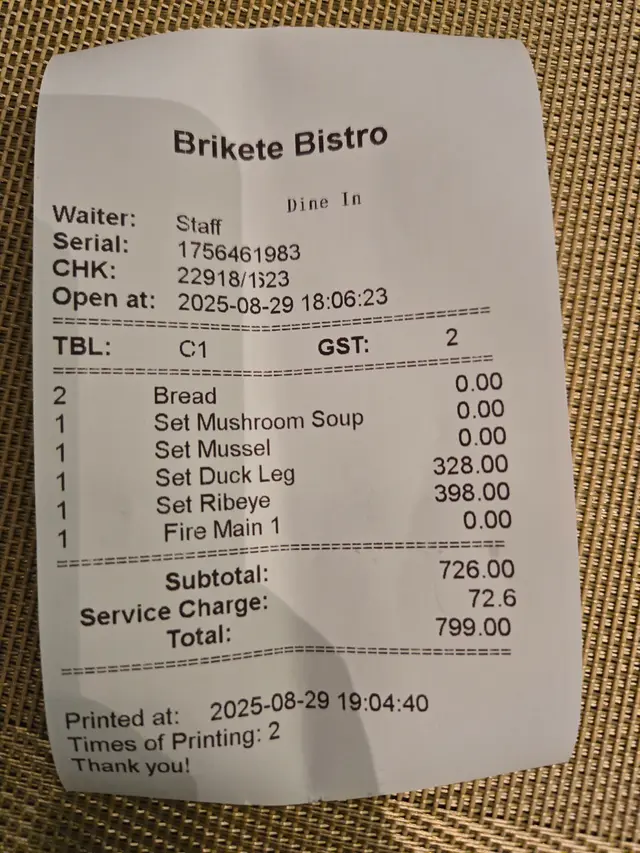 Brikete Bistro
Dine In
Waiter: Staff
Serial: 1756461983
CHK: 22918/1623
Open at: 2025-08-29 18:06:23
================================
TBL: C1 GST: 2
================================
2 Bread 0.00
1 Set Mushroom Soup 0.00
1 Set Mussel 0.00
1 Set Duck Leg 328.00
1 Set Ribeye 398.00
1 Fire Main 1 0.00
================================
Subtotal: 726.00
Service Charge: 72.6
Total: 799.00
================================
Printed at: 2025-08-29 19:04:40
Times of Printing: 2
Thank you!